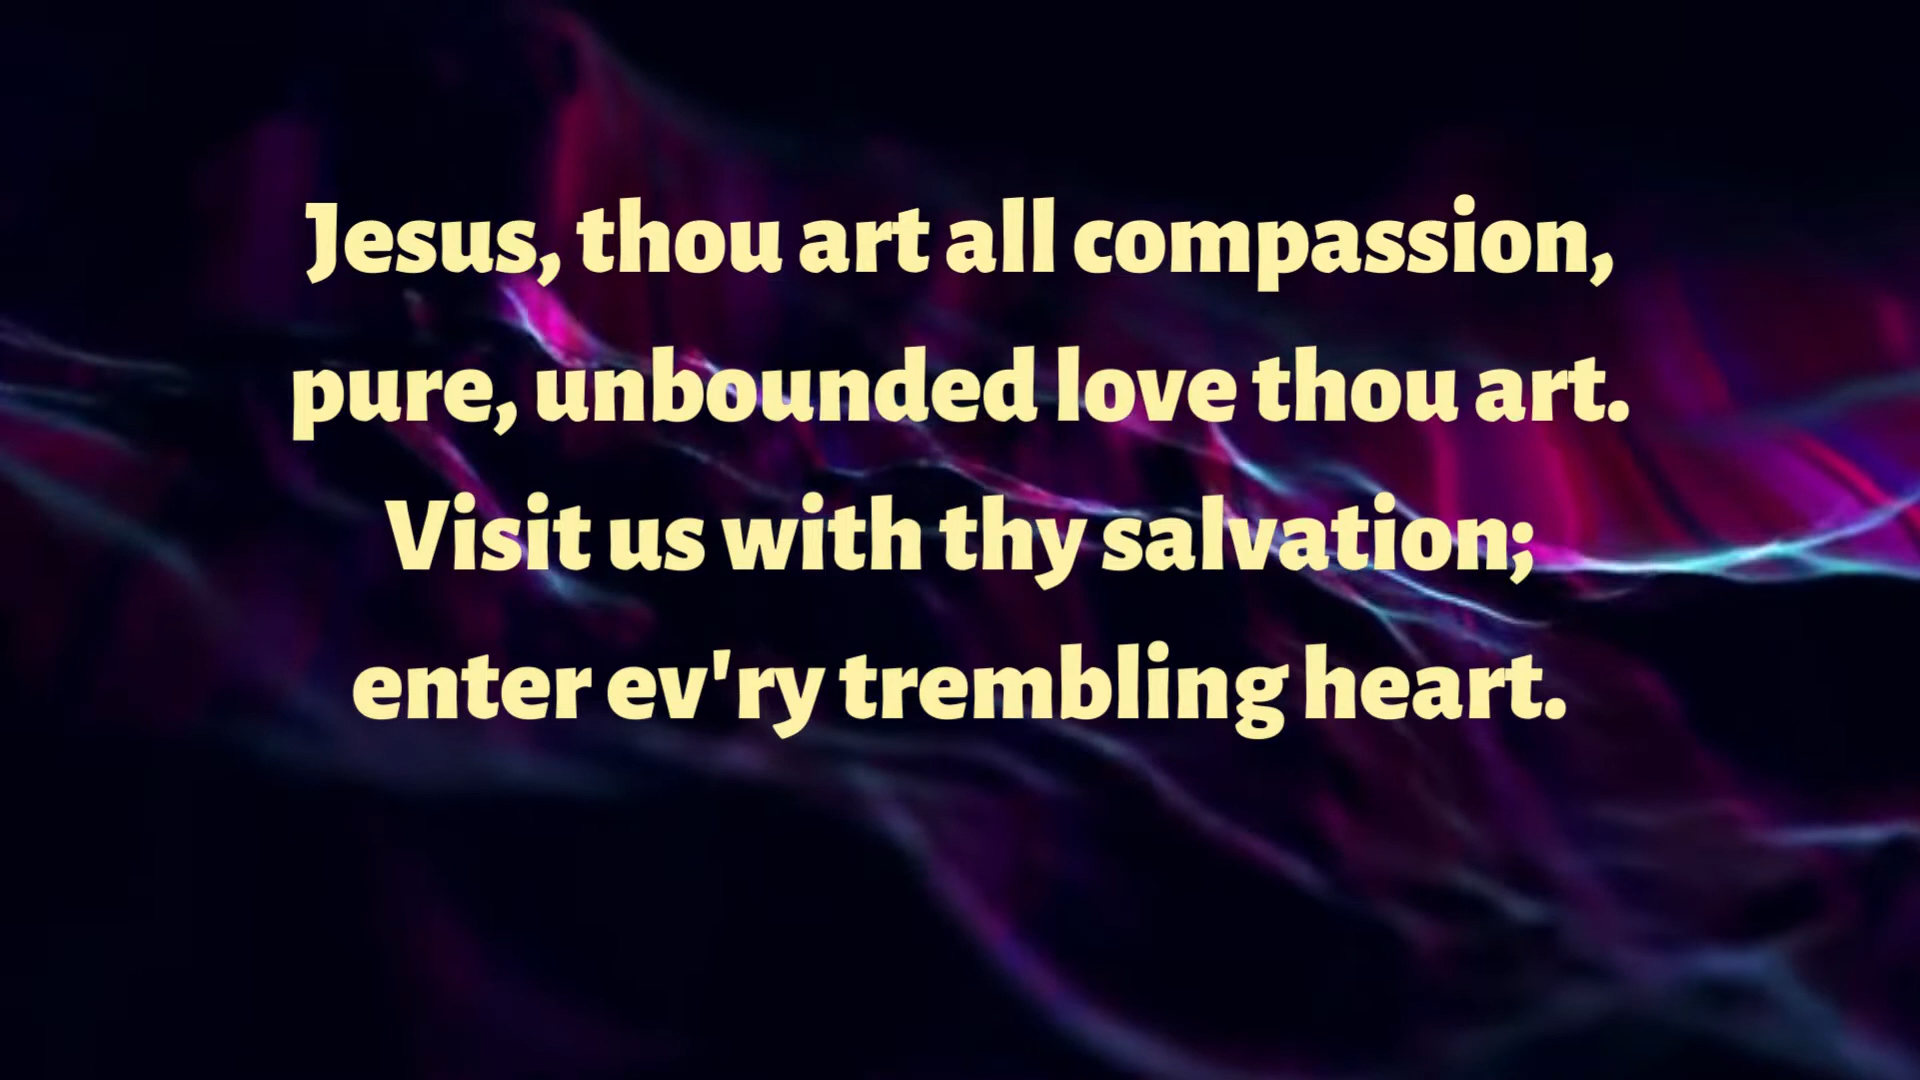 Jesus, thou art all compassion,
pure, unbounded love thou art.
Visit us with thy salvation;
enter ev'ry trembling heart.